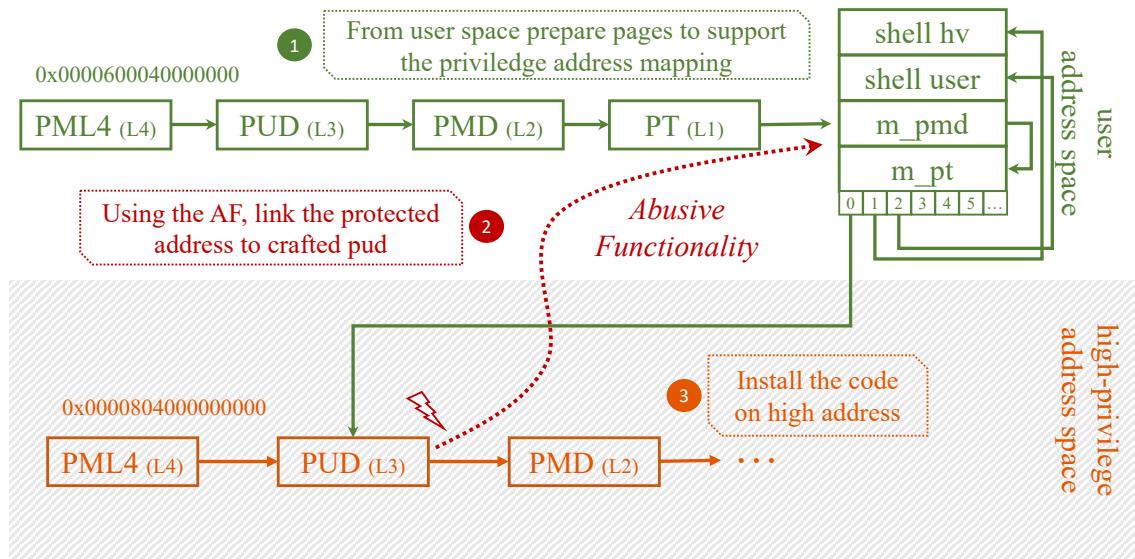 1
From user space prepare pages to support
the priviledge address mapping
0x0000600040000000
PML4 (L4)
PUD (L3)
PMD (L2)
PT (L1)
shell hv
shell user
m_pmd
m_pt
0 1 2 3 4 5 ...
user
address space
Using the AF, link the protected
address to crafted pud
2
Abusive
Functionality
high-privilege
address space
3
Install the code
on high address
0x0000804000000000
PML4 (L4)
PUD (L3)
PMD (L2)
...